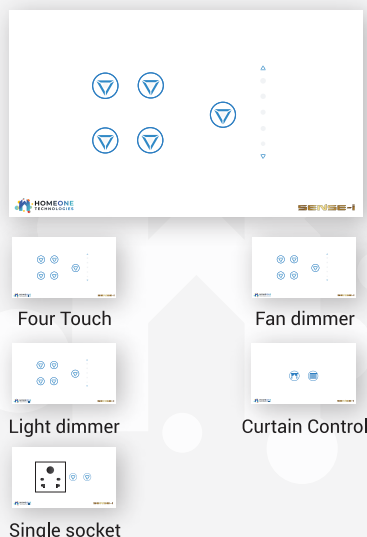 HOMEONE
TECHNOLOGIES
SENSE-i
Four Touch
Fan dimmer
Light dimmer
Curtain Control
Single socket